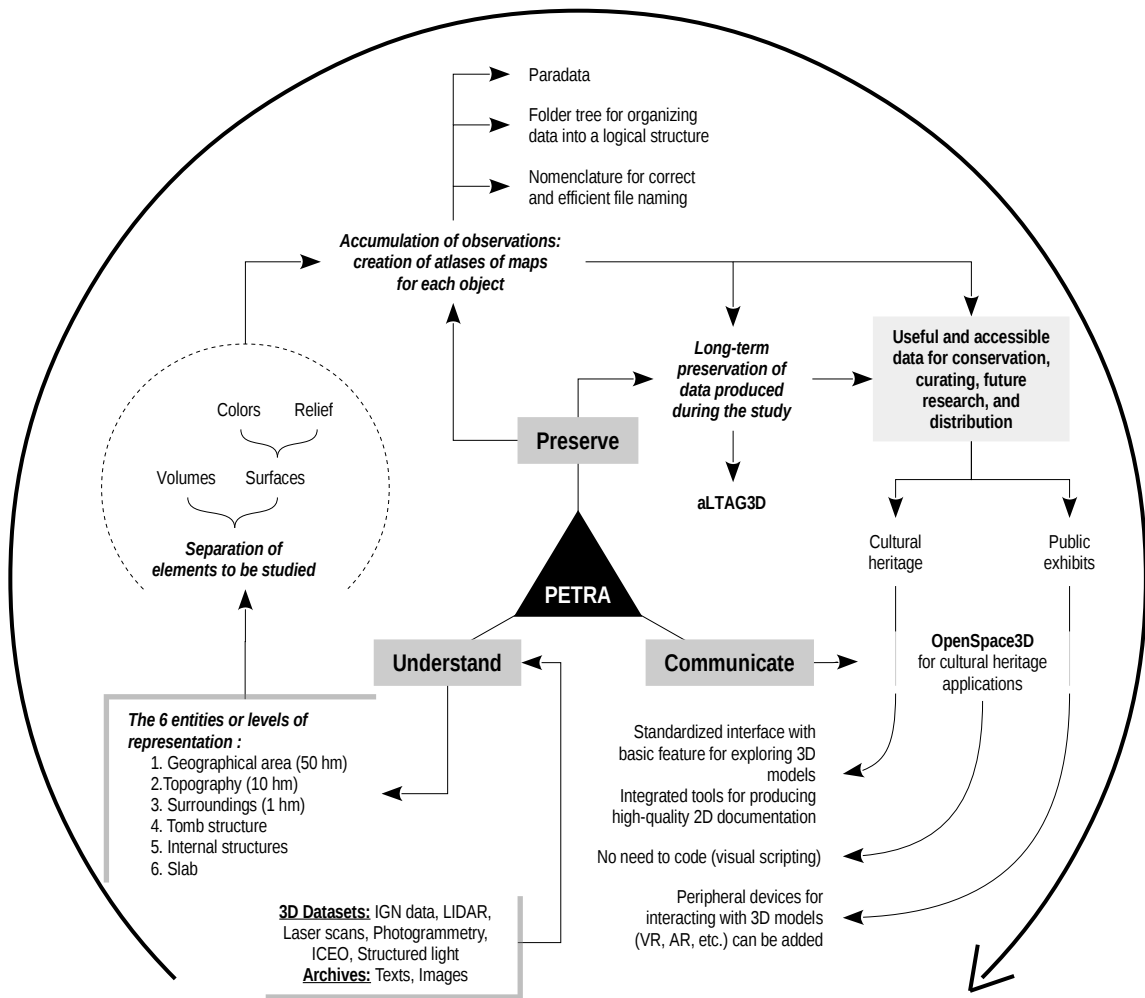 Paradata
Folder tree for organizing
data into a logical structure
Nomenclature for correct
and efficient file naming
Accumulation of observations:
creation of atlases of maps
for each object
Colors
Relief
Volumes
Surfaces
Separation of
elements to be studied
Preserve
Long-term
preservation of
data produced
during the study
aLTAG3D
Useful and accessible
data for conservation,
curating, future
research, and
distribution
Cultural
heritage
Public
exhibits
PETRA
Understand
Communicate
OpenSpace3D
for cultural heritage
applications
The 6 entities or levels of
representation :
1. Geographical area (50 hm)
2.Topography (10 hm)
3. Surroundings (1 hm)
4. Tomb structure
5. Internal structures
6. Slab
3D Datasets: IGN data, LIDAR,
Laser scans, Photogrammetry,
ICEO, Structured light
Archives: Texts, Images
Standardized interface with
basic feature for exploring 3D
models
Integrated tools for producing
high-quality 2D documentation
No need to code (visual scripting)
Peripheral devices for
interacting with 3D models
(VR, AR, etc.) can be added